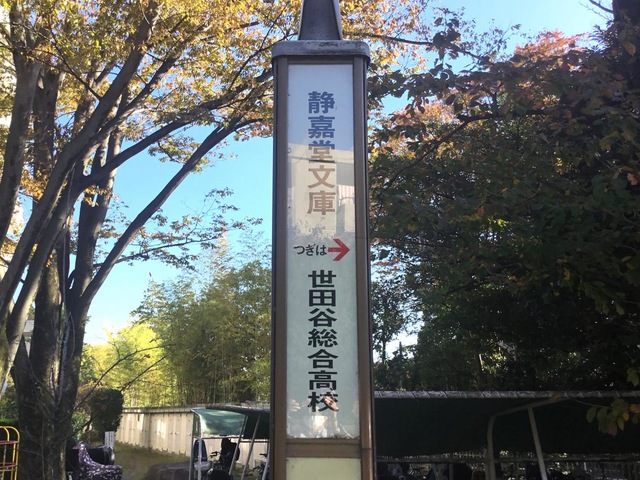 静嘉堂文庫
つぎは
世田谷総合高校